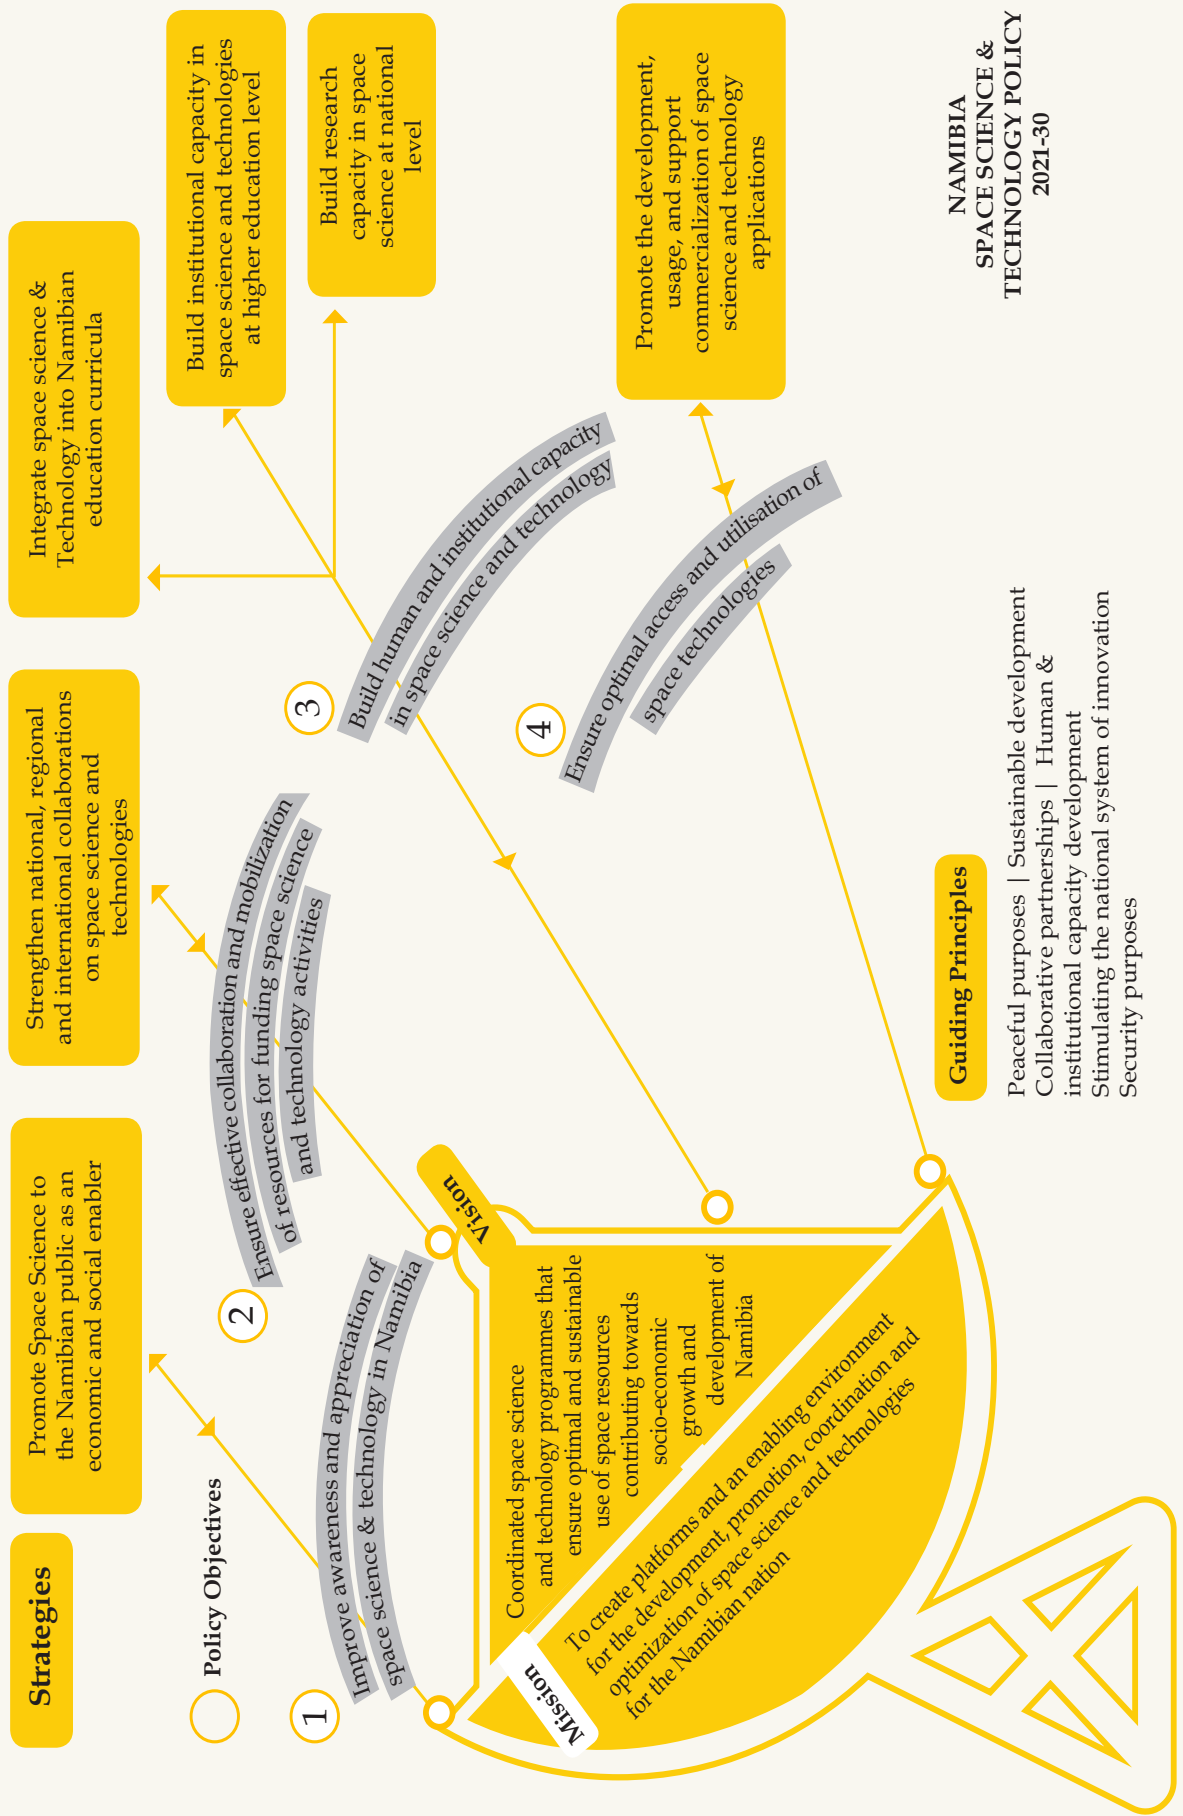 Strategies
Promote Space Science to
the Namibian public as an
economic and social enabler
Strengthen national, regional
and international collaborations
on space science and
technologies
Integrate space science &
Technology into Namibian
education curricula
Build institutional capacity in
space science and technologies
at higher education level
Build research
capacity in space
science at national
level
Promote the development,
usage, and support
commercialization of space
science and technology
applications
Policy Objectives
1
Improve awareness and appreciation of
space science & technology in Namibia
2
Ensure effective collaboration and mobilization
of resources for funding space science
and technology activities
3
Build human and institutional capacity
in space science and technology
4
Ensure optimal access and utilisation of
space technologies
Vision
Coordinated space science
and technology programmes that
ensure optimal and sustainable
use of space resources
contributing towards
socio-economic
growth and
development of
Namibia
Mission
To create platforms and an enabling environment
for the development, promotion, coordination and
optimization of space science and technologies
for the Namibian nation
Guiding Principles
Peaceful purposes | Sustainable development
Collaborative partnerships | Human &
institutional capacity development
Stimulating the national system of innovation
Security purposes
NAMIBIA
SPACE SCIENCE &
TECHNOLOGY POLICY
2021-30